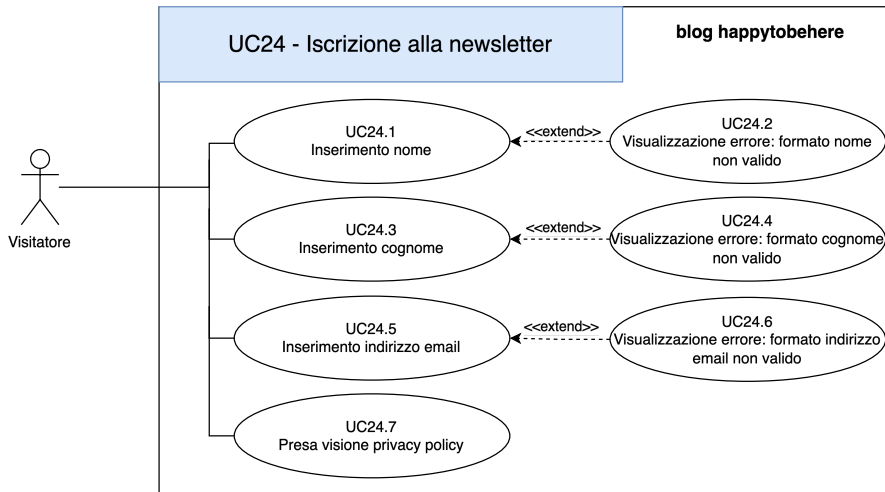 UC24 - Iscrizione alla newsletter
blog happytobehere
UC24.1
Inserimento nome
<<extend>>
UC24.2
Visualizzazione errore: formato nome
non valido
Visitatore
UC24.3
Inserimento cognome
<<extend>>
UC24.4
Visualizzazione errore: formato cognome
non valido
UC24.5
Inserimento indirizzo email
<<extend>>
UC24.6
Visualizzazione errore: formato indirizzo
email non valido
UC24.7
Presa visione privacy policy